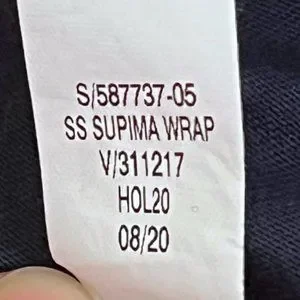 S/587737-05
SS SUPIMA WRAP
V/311217
HOL20
08/20